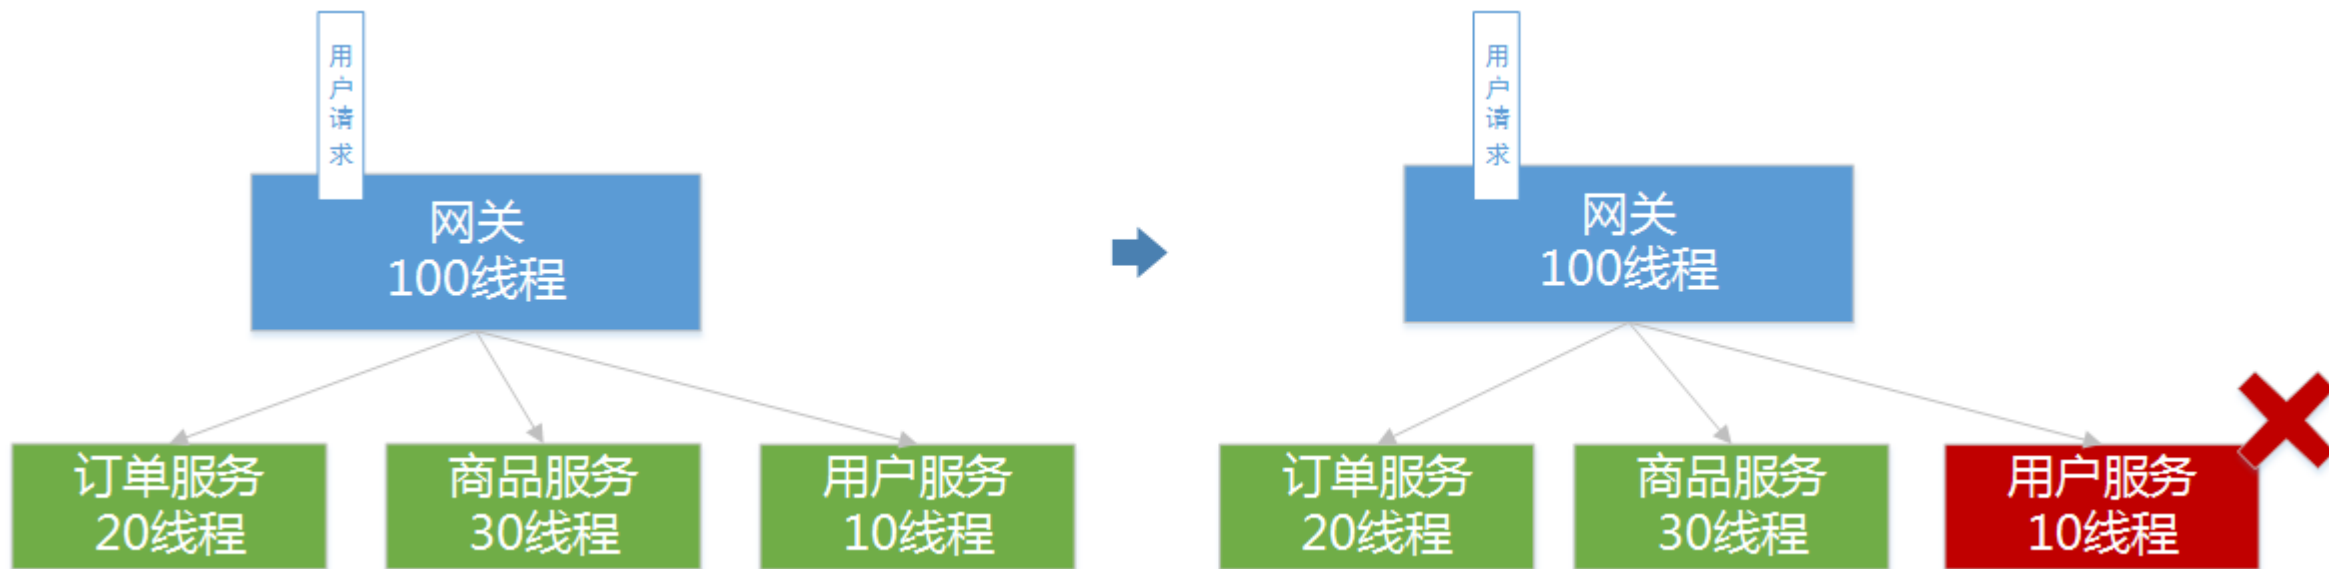 用户请求
网关
100线程
订单服务
20线程
商品服务
30线程
用户服务
10线程
用户请求
网关
100线程
订单服务
20线程
商品服务
30线程
用户服务
10线程